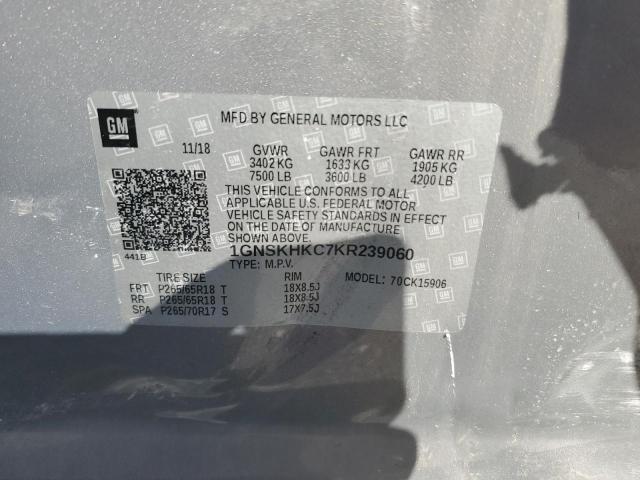 GM
MFD BY GENERAL MOTORS LLC
11/18 GVWR GAWR FRT GAWR RR
3402 KG 1633 KG 1905 KG
7500 LB 3600 LB 4200 LB
THIS VEHICLE CONFORMS TO ALL
APPLICABLE U.S. FEDERAL MOTOR
VEHICLE SAFETY STANDARDS IN EFFECT
ON THE DATE OF MANUFACTURE
SHOWN ABOVE.
441B
1GNSKHKC7KR239060
TYPE: M.P.V.
TIRE SIZE RIM MODEL: 70CK15906
FRT P265/65R18 T 18X8.5J
RR P265/65R18 T 18X8.5J
SPA P265/70R17 S 17X7.5J